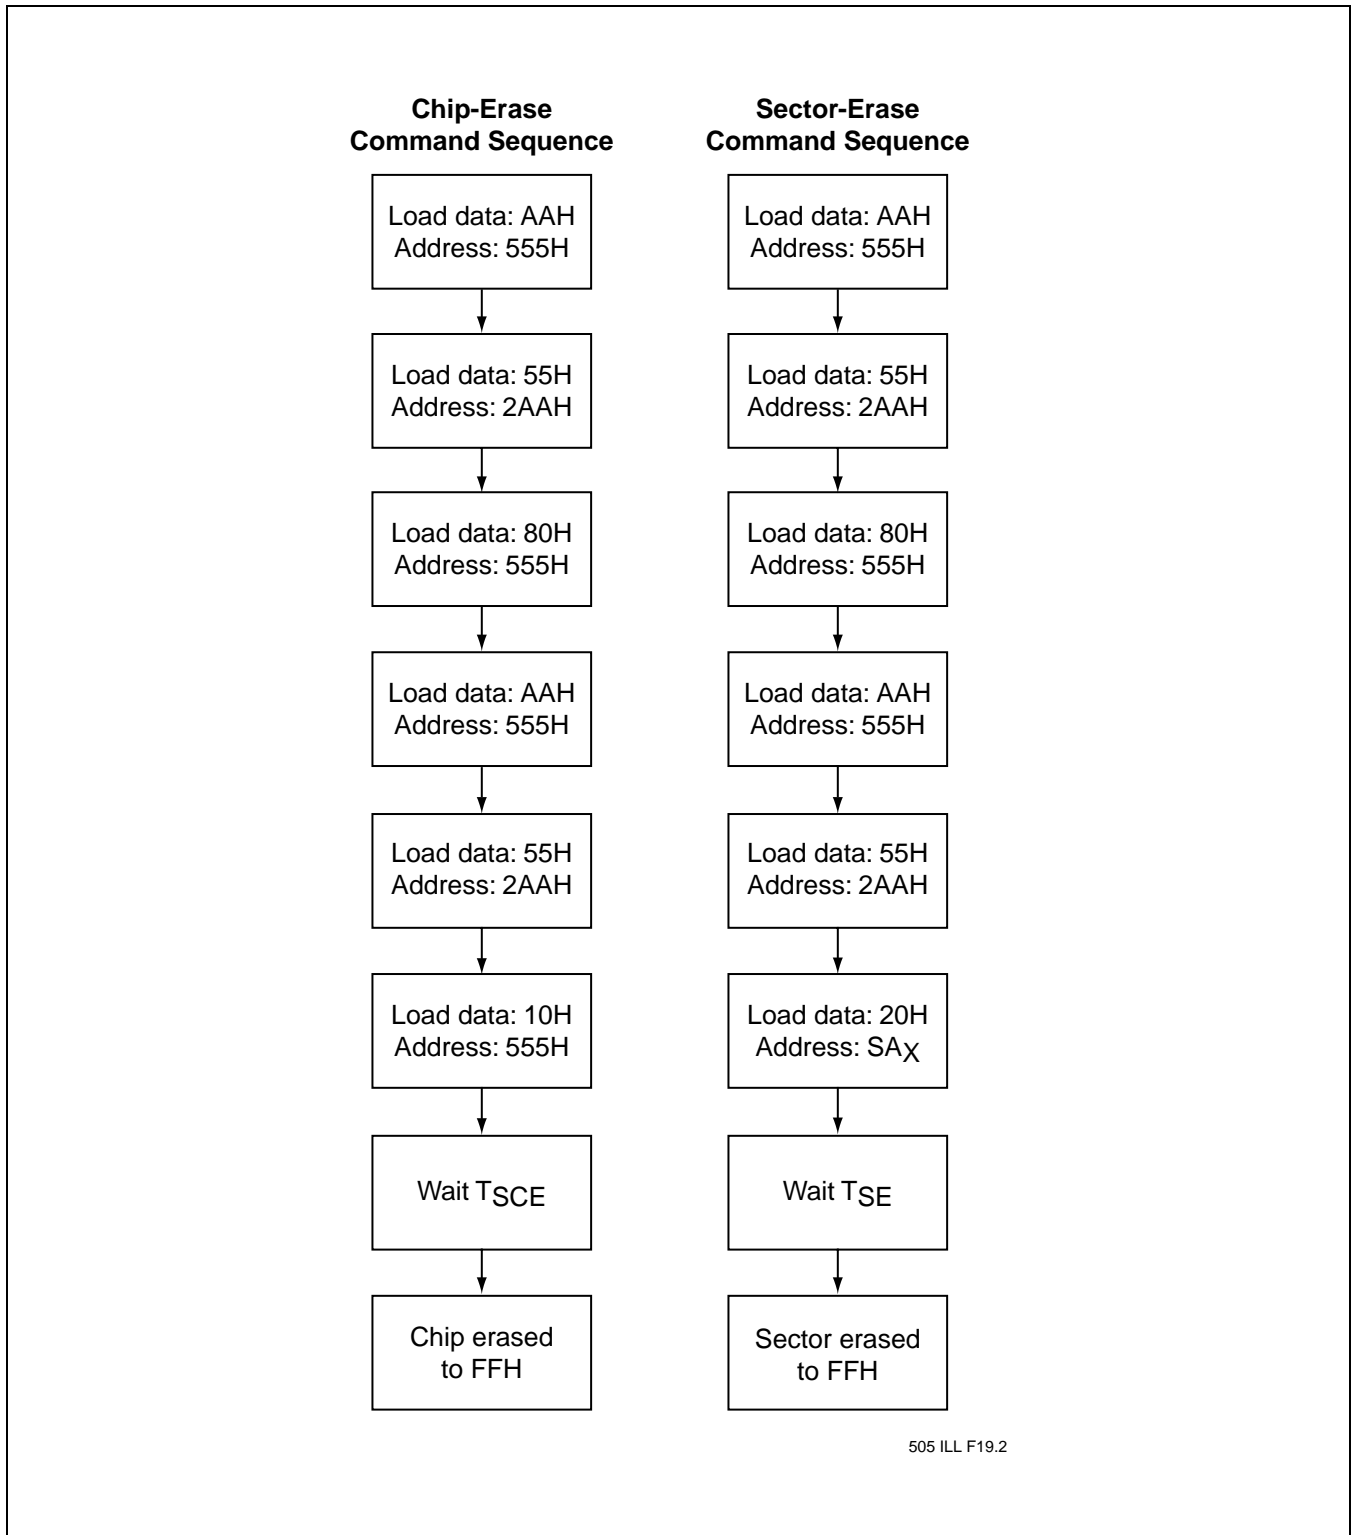 Chip-Erase
Command Sequence
Load data: AAH
Address: 555H
Load data: 55H
Address: 2AAH
Load data: 80H
Address: 555H
Load data: AAH
Address: 555H
Load data: 55H
Address: 2AAH
Load data: 10H
Address: 555H
Wait TSCE
Chip erased
to FFH
Sector-Erase
Command Sequence
Load data: AAH
Address: 555H
Load data: 55H
Address: 2AAH
Load data: 80H
Address: 555H
Load data: AAH
Address: 555H
Load data: 55H
Address: 2AAH
Load data: 20H
Address: SAX
Wait TSE
Sector erased
to FFH
505 ILL F19.2